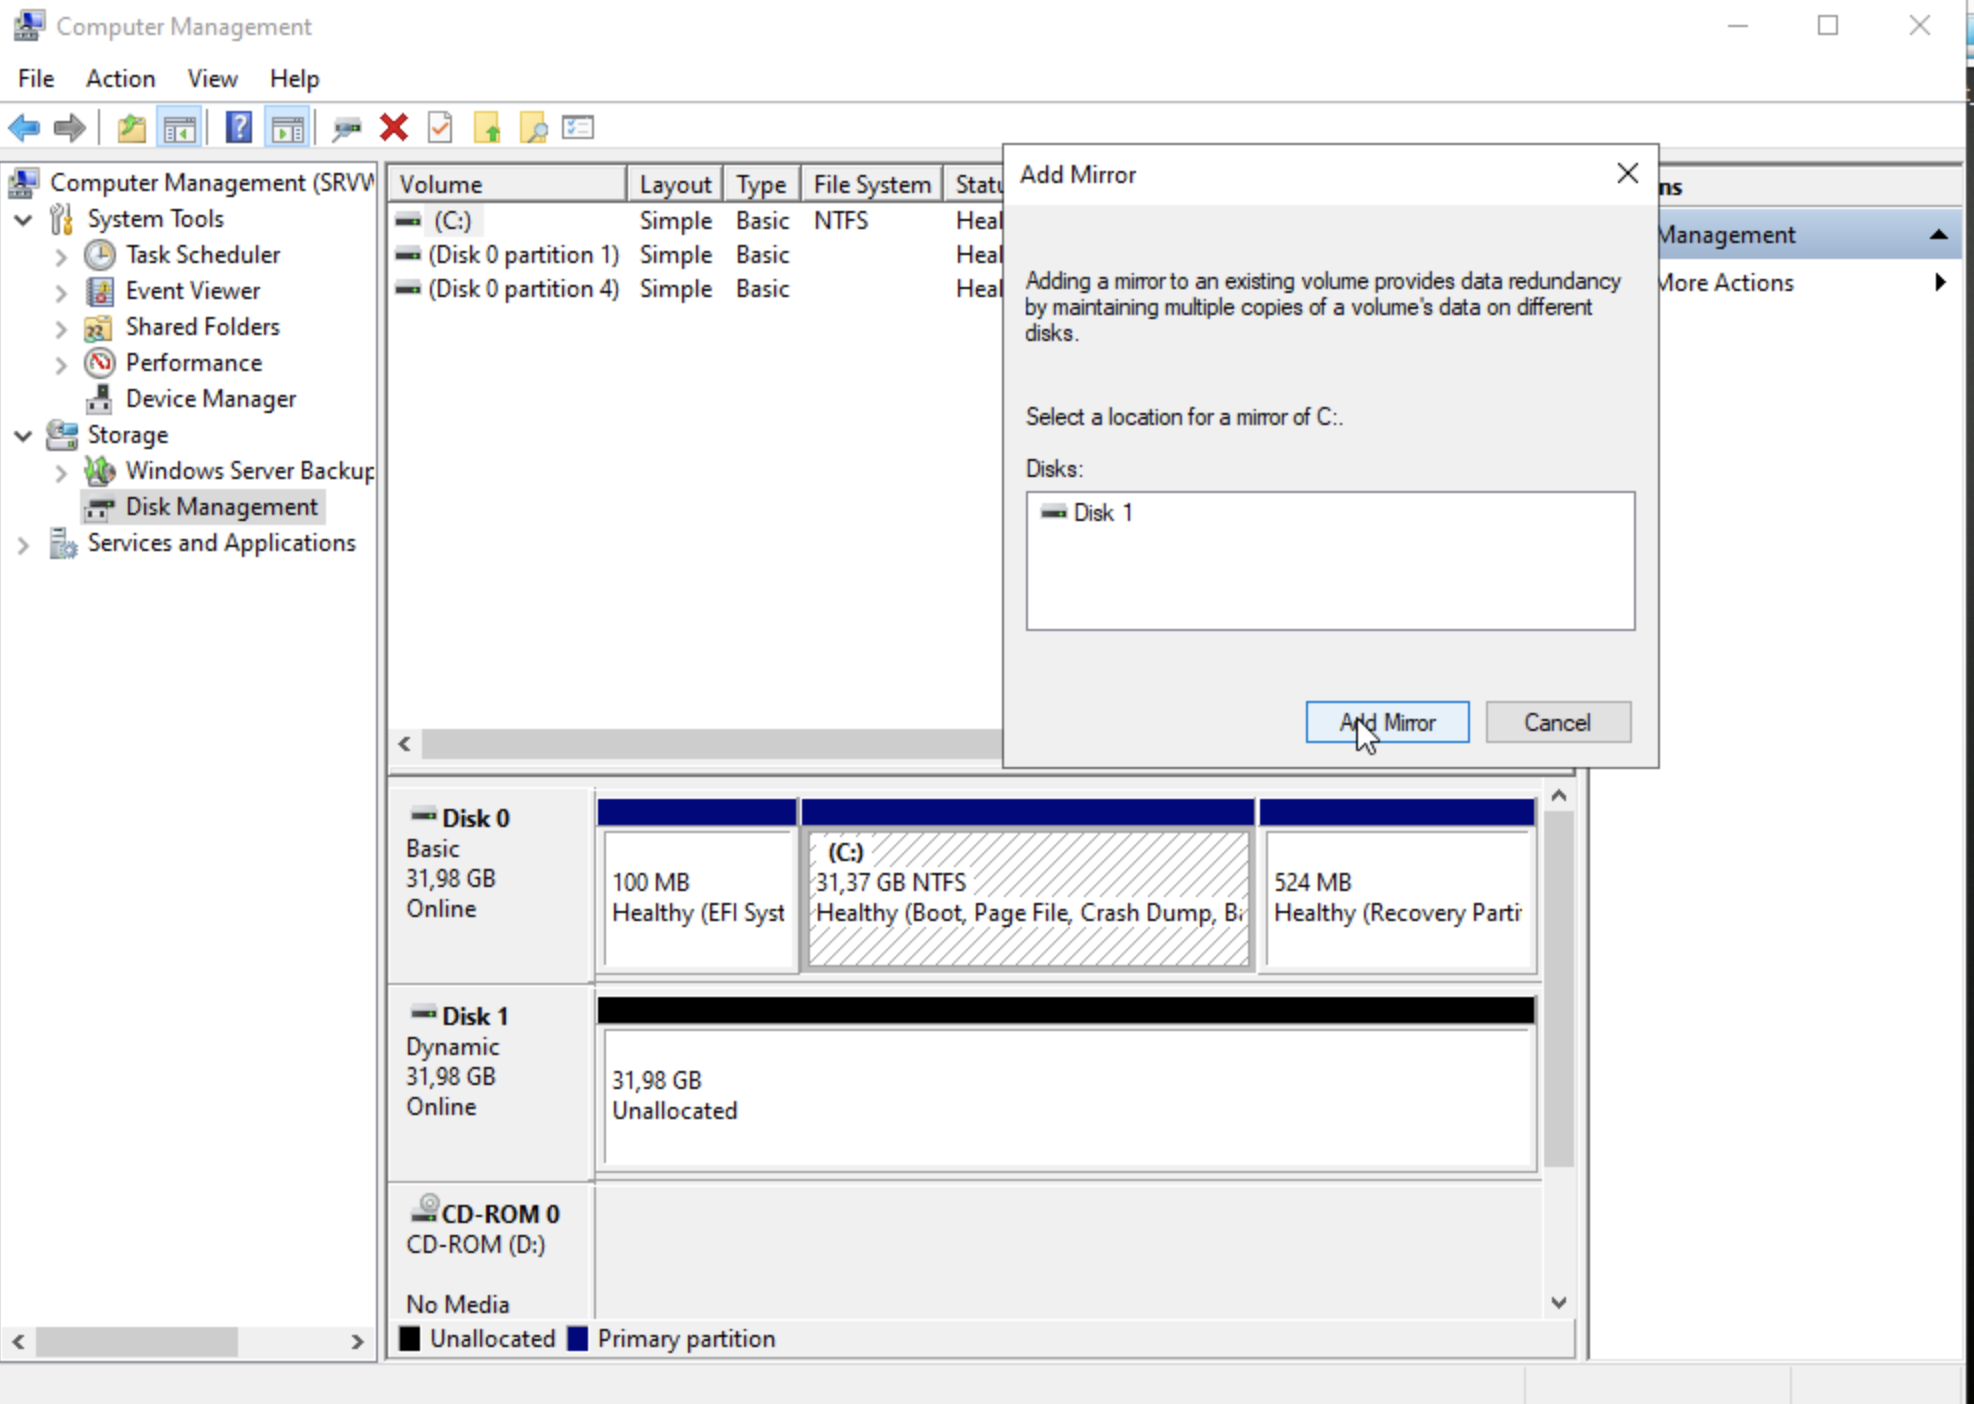 Computer Management
File Action View Help
Computer Management (SRVW
System Tools
Task Scheduler
Event Viewer
Shared Folders
Performance
Device Manager
Storage
Windows Server Backup
Disk Management
Services and Applications
Volume Layout Type File System Statu
(C:) Simple Basic NTFS Heal
(Disk 0 partition 1) Simple Basic Heal
(Disk 0 partition 4) Simple Basic Heal
Add Mirror
Adding a mirror to an existing volume provides data redundancy
by maintaining multiple copies of a volume's data on different
disks.
Select a location for a mirror of C:.
Disks:
Disk 1
Add Mirror Cancel
ns
Management
More Actions
Disk 0
Basic
31,98 GB
Online
100 MB
Healthy (EFI Syst
(C:)
31,37 GB NTFS
Healthy (Boot, Page File, Crash Dump, Ba
524 MB
Healthy (Recovery Parti
Disk 1
Dynamic
31,98 GB
Online
31,98 GB
Unallocated
CD-ROM 0
CD-ROM (D:)
No Media
Unallocated Primary partition